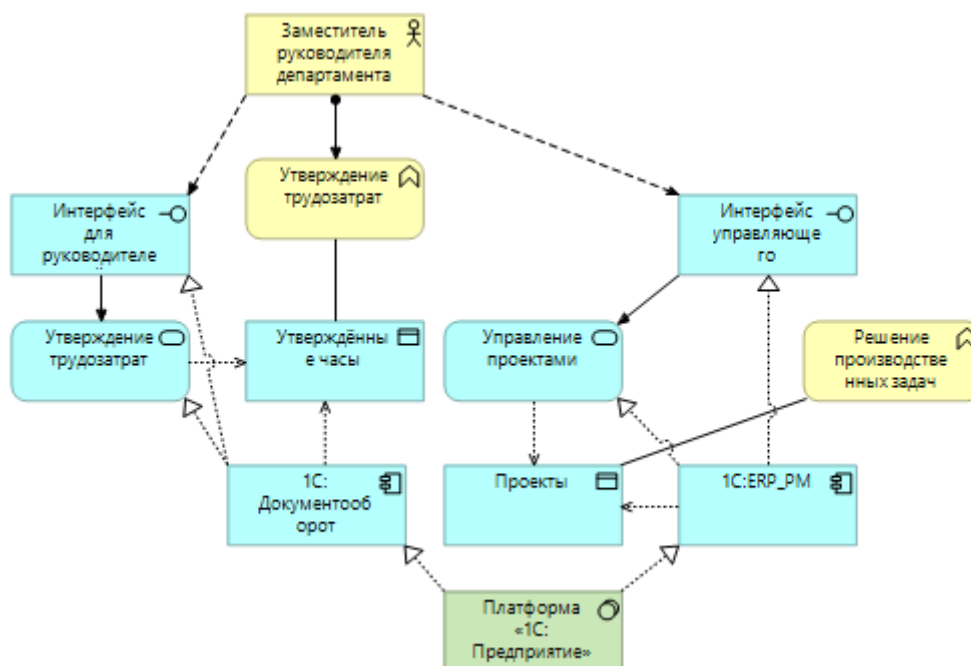 Заместитель
руководителя
департамента
Утверждение
трудозатрат
Интерфейс
для
руководителе
Интерфейс
управляюще
го
Утверждение
трудозатрат
Утверждённы
е часы
Управление
проектами
Решение
производстве
нных задач
1С:
Документооб
орот
Проекты
1С:ERP_PM
Платформа
«1С:
Предприятие»